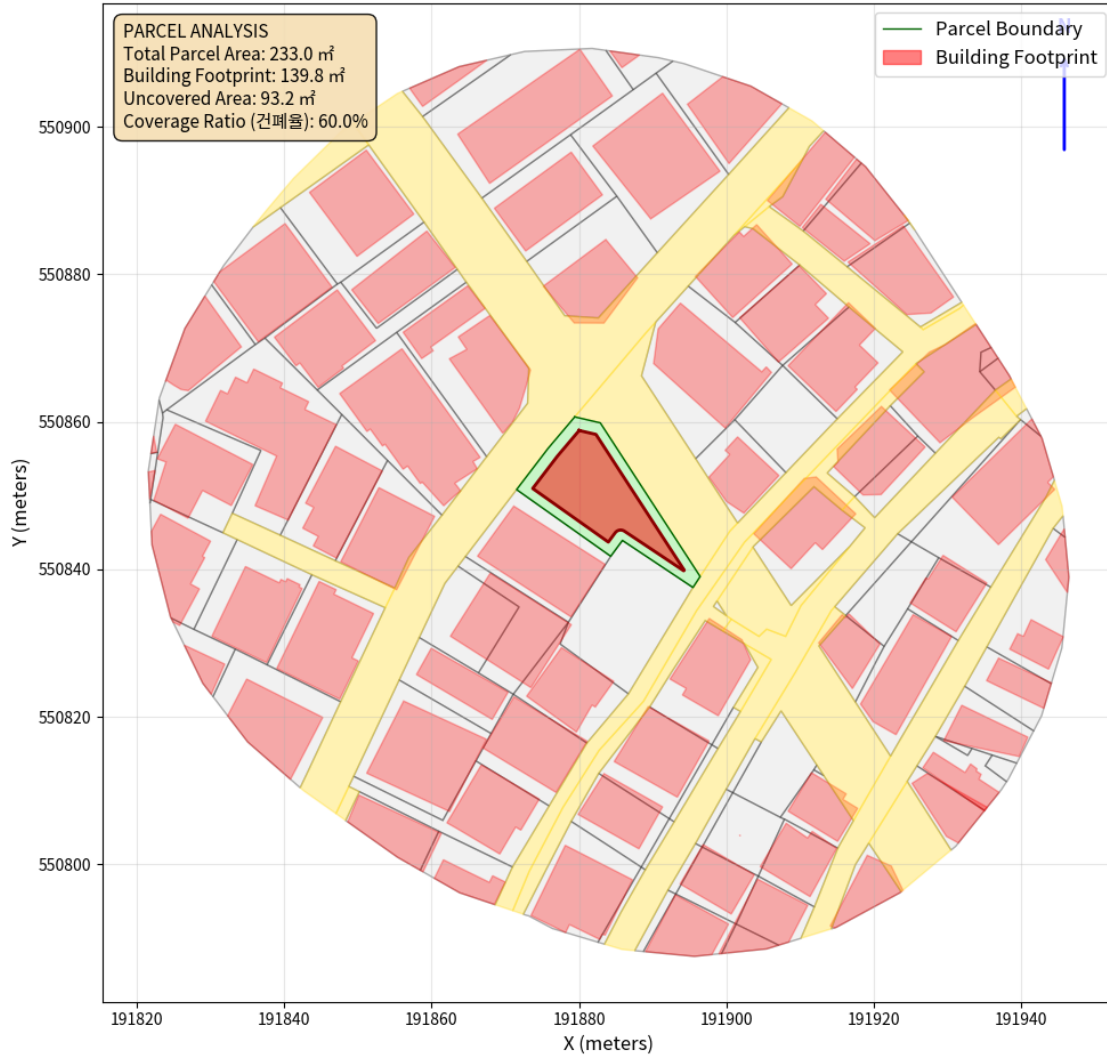 PARCEL ANALYSIS
Total Parcel Area: 233.0 ㎡
Building Footprint: 139.8 ㎡
Uncovered Area: 93.2 ㎡
Coverage Ratio (건폐율): 60.0%
Parcel Boundary
Building Footprint
N
550900
550880
550860
550840
550820
550800
Y (meters)
191820
191840
191860
191880
191900
191920
191940
X (meters)